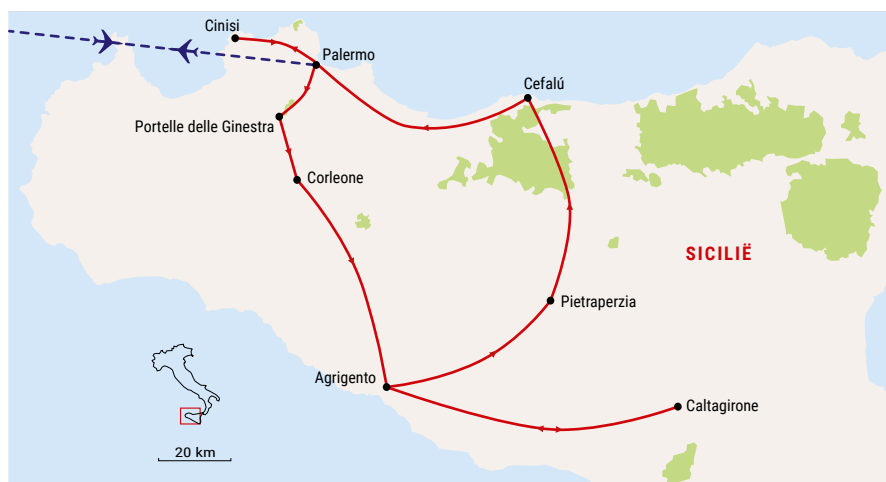 Cinisi
Palermo
Cefalú
Portelle delle Ginestra
Corleone
SICILIË
Pietraperzia
Agrigento
Caltagirone
20 km